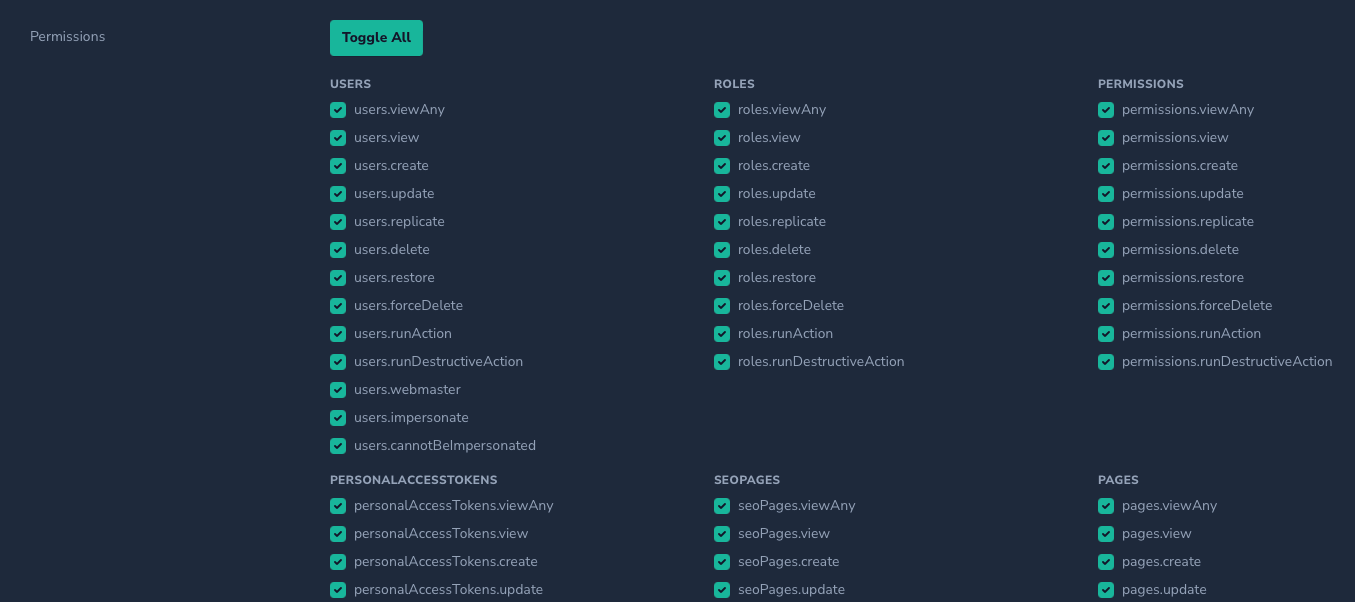 Permissions
Toggle All
USERS
users.viewAny
users.view
users.create
users.update
users.replicate
users.delete
users.restore
users.forceDelete
users.runAction
users.runDestructiveAction
users.webmaster
users.impersonate
users.cannotBeImpersonated
ROLES
roles.viewAny
roles.view
roles.create
roles.update
roles.replicate
roles.delete
roles.restore
roles.forceDelete
roles.runAction
roles.runDestructiveAction
PERMISSIONS
permissions.viewAny
permissions.view
permissions.create
permissions.update
permissions.replicate
permissions.delete
permissions.restore
permissions.forceDelete
permissions.runAction
permissions.runDestructiveAction
PERSONALACCESSTOKENS
personalAccessTokens.viewAny
personalAccessTokens.view
personalAccessTokens.create
personalAccessTokens.update
SEOPAGES
seoPages.viewAny
seoPages.view
seoPages.create
seoPages.update
PAGES
pages.viewAny
pages.view
pages.create
pages.update